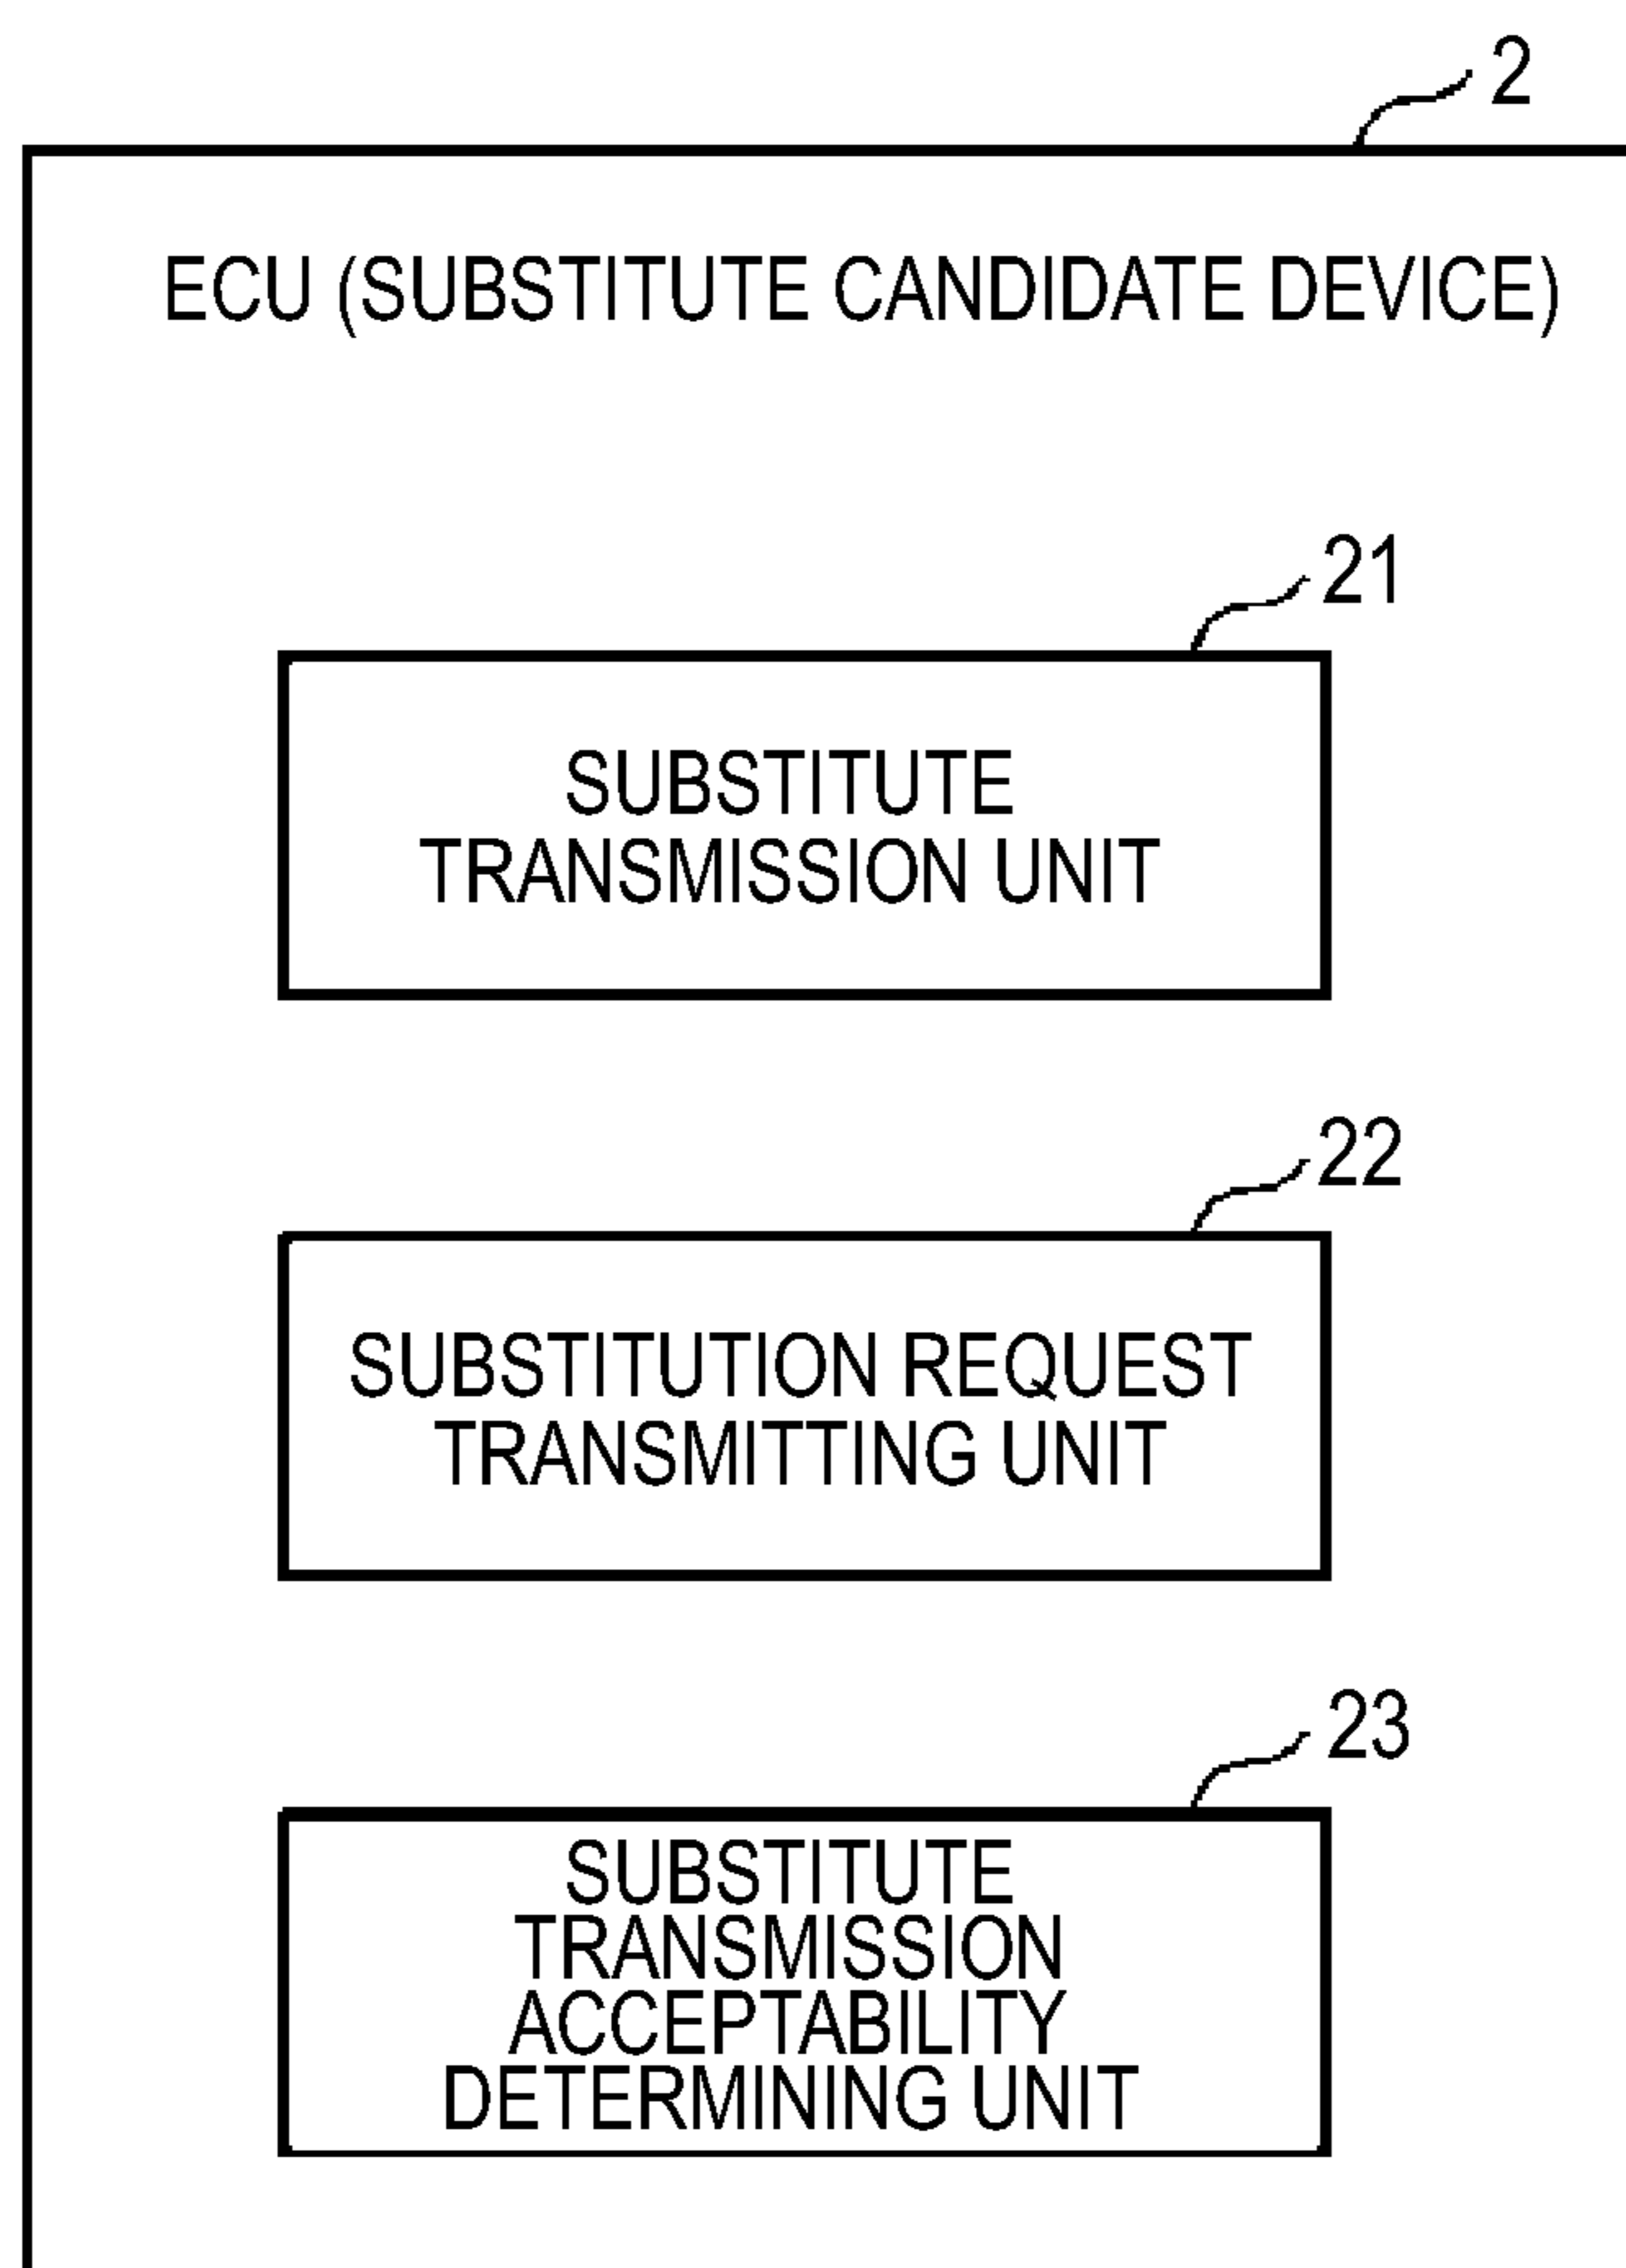 2
ECU (SUBSTITUTE CANDIDATE DEVICE)
21
SUBSTITUTE
TRANSMISSION UNIT
22
SUBSTITUTION REQUEST
TRANSMITTING UNIT
23
SUBSTITUTE
TRANSMISSION
ACCEPTABILITY
DETERMINING UNIT